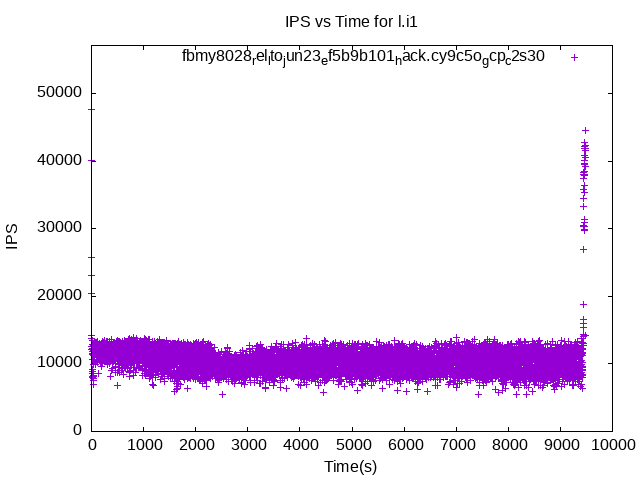 IPS vs Time for l.i1
fbmy8028relltojun23ef5b9b101hack.cy9c5ogcpc2s30
50000
40000
30000
20000
10000
0
IPS
0 1000 2000 3000 4000 5000 6000 7000 8000 9000 10000
Time(s)